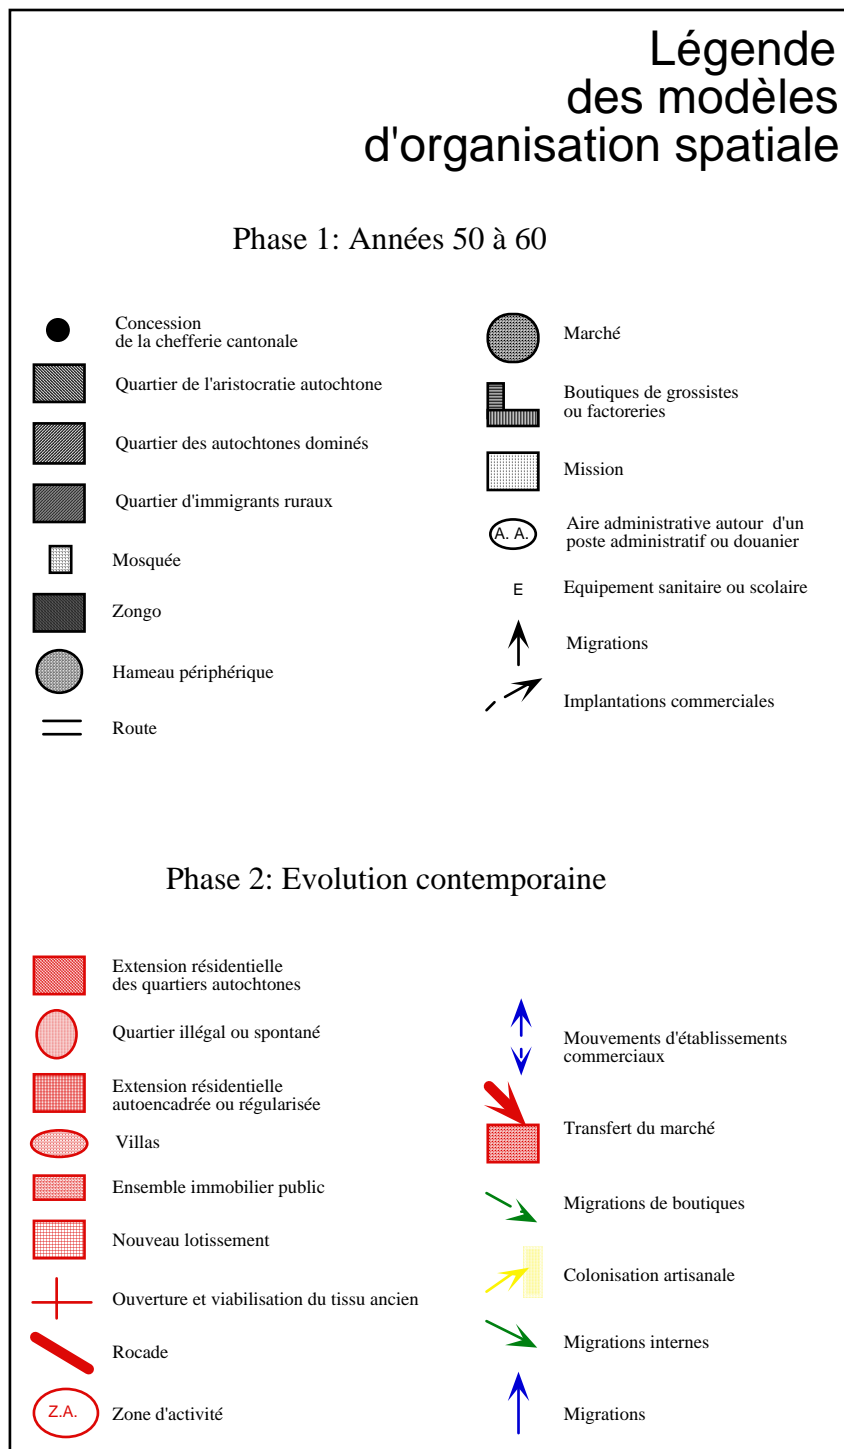 Légende
des modèles
d'organisation spatiale
Phase 1: Années 50 à 60
Concession
de la chefferie cantonale
Quartier de l'aristocratie autochtone
Quartier des autochtones dominés
Quartier d'immigrants ruraux
Mosquée
Zongo
Hameau périphérique
Route
Marché
Boutiques de grossistes
ou factoreries
Mission
A. A.
Aire administrative autour d'un
poste administratif ou douanier
E
Equipement sanitaire ou scolaire
Migrations
Implantations commerciales
Phase 2: Evolution contemporaine
Extension résidentielle
des quartiers autochtones
Quartier illégal ou spontané
Extension résidentielle
autoencadrée ou régularisée
Villas
Ensemble immobilier public
Nouveau lotissement
Ouverture et viabilisation du tissu ancien
Rocade
Z.A.
Zone d'activité
Mouvements d'établissements
commerciaux
Transfert du marché
Migrations de boutiques
Colonisation artisanale
Migrations internes
Migrations